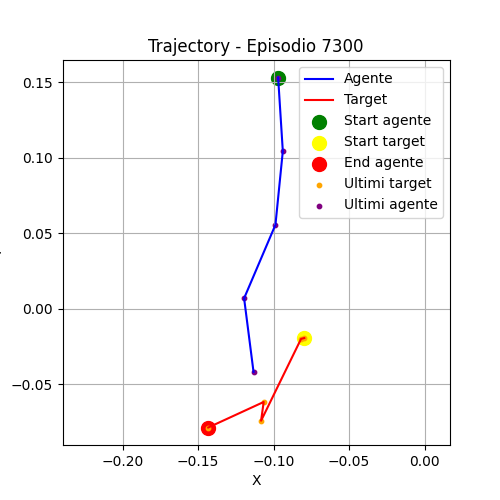 Trajectory - Episodio 7300
Agente
Target
Start agente
Start target
End agente
Ultimi target
Ultimi agente
0.15
0.10
0.05
0.00
−0.05
−0.20
−0.15
−0.10
−0.05
0.00
X